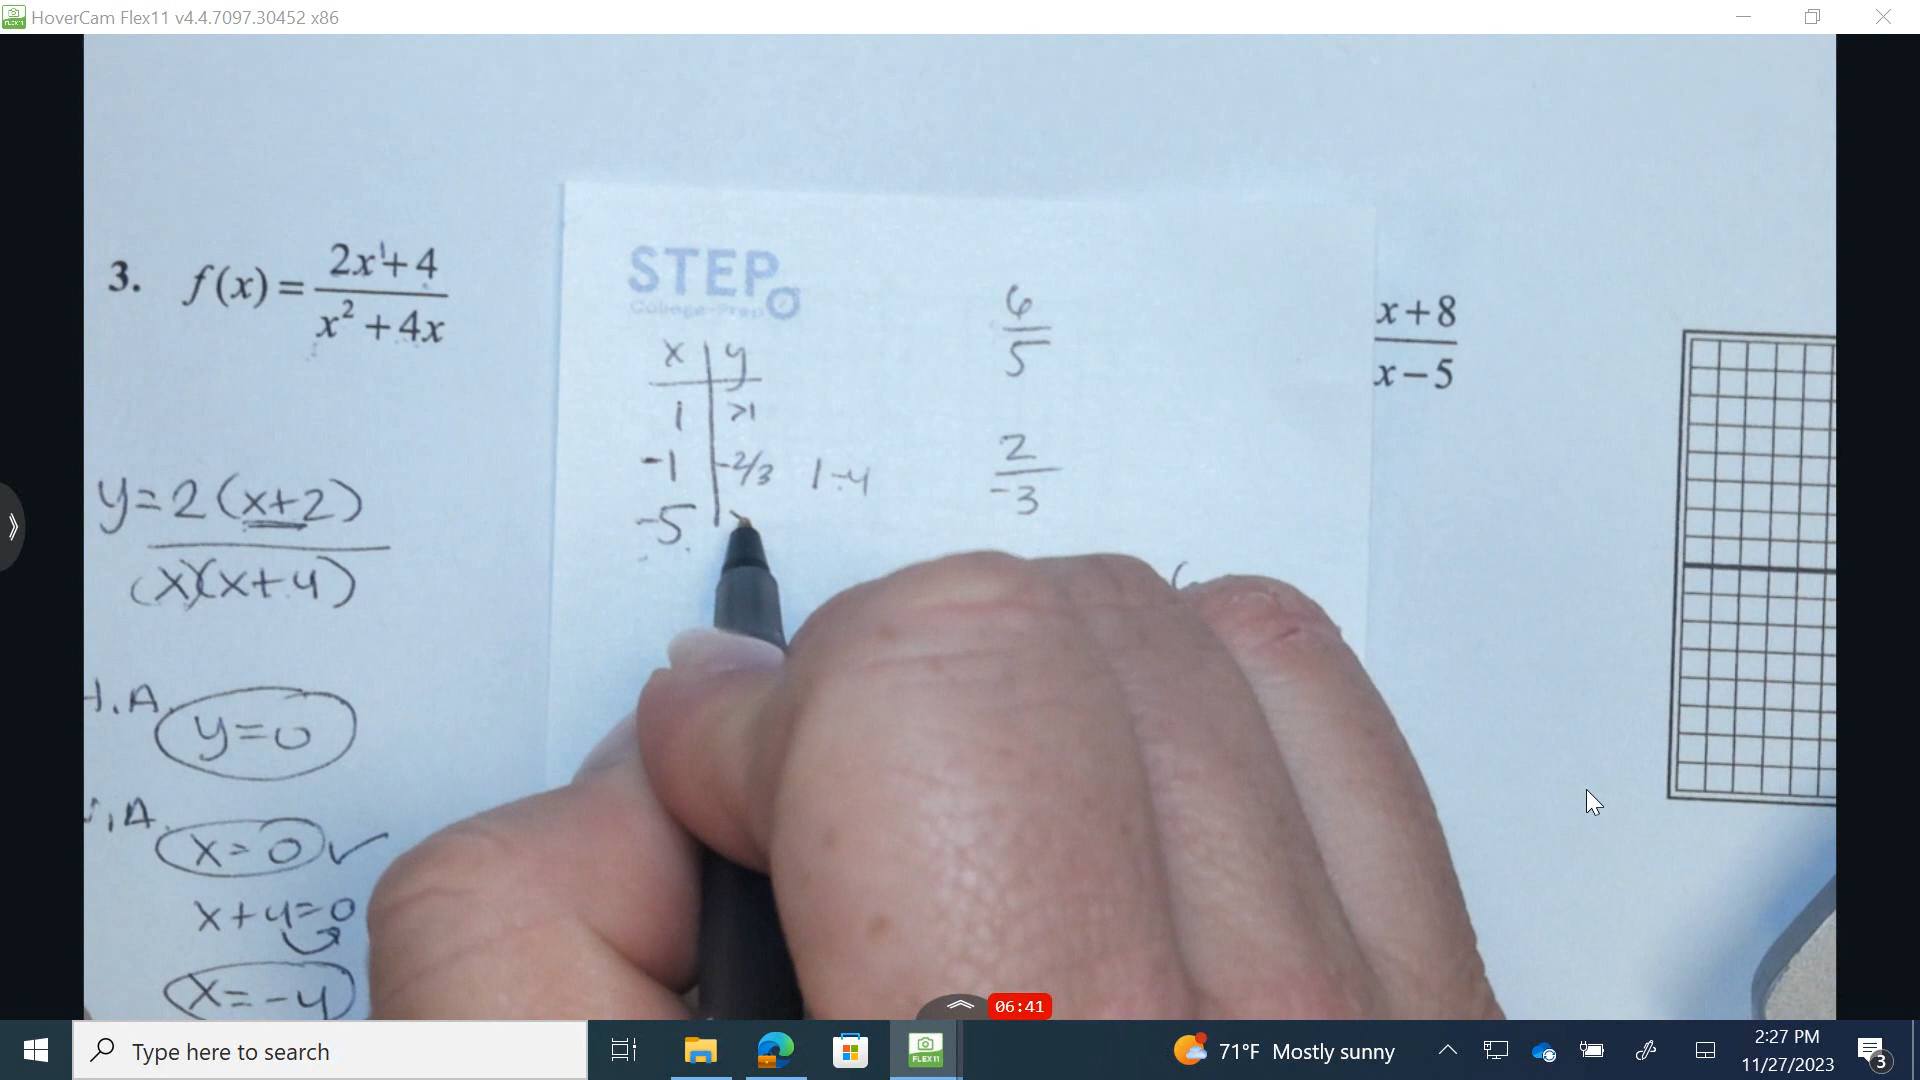 HoverCam Flex11 v4.4.7097.30452 x86
3. f(x) = (2x¹+4)/(x²+4x)
y = 2(x+2)
(x)(x+4)
H.A. y=0
V.A. x=0 ✓
x+4=0
x=-4
STEP
College-Prep
x | y
1 | >1
-1 | -2/3 1-4
-5 | >
6/5
2/-3
x+8
x-5
06:41
Type here to search
FLEX11
71°F Mostly sunny
2:27 PM
11/27/2023
3